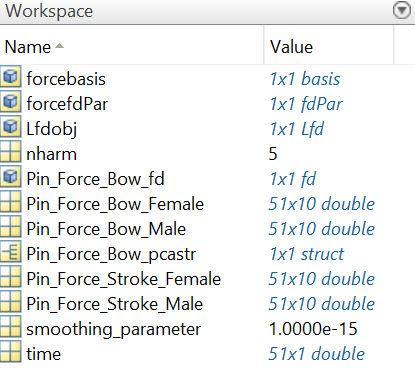 Workspace
Name Value
forcebasis 1x1 basis
forcefdPar 1x1 fdPar
Lfdobj 1x1 Lfd
nharm 5
Pin_Force_Bow_fd 1x1 fd
Pin_Force_Bow_Female 51x10 double
Pin_Force_Bow_Male 51x10 double
Pin_Force_Bow_pcastr 1x1 struct
Pin_Force_Stroke_Female 51x10 double
Pin_Force_Stroke_Male 51x10 double
smoothing_parameter 1.0000e-15
time 51x1 double